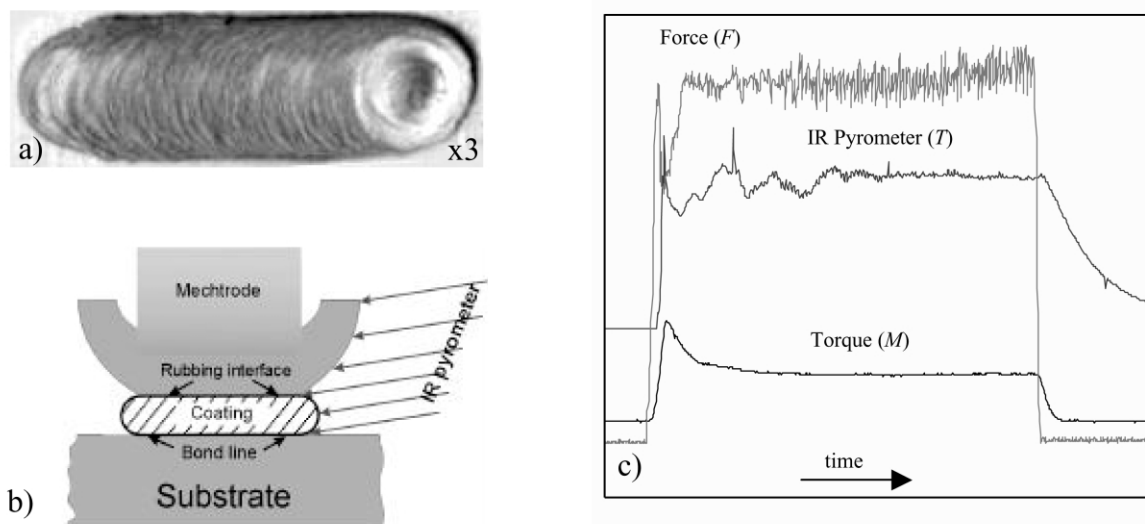 a)
x3
Mechtrode
Rubbing interface
Coating
Bond line
Substrate
IR pyrometer
b)
Force (F)
IR Pyrometer (T)
Torque (M)
time
c)